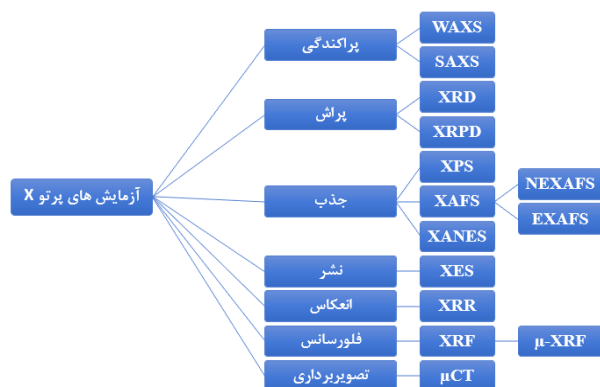 آزمایش های پرتو X
پراکندگی
WAXS
SAXS
پراش
XRD
XRPD
جذب
XPS
XAFS
NEXAFS
EXAFS
XANES
نشر
XES
انعکاس
XRR
فلورسانس
XRF
μ-XRF
تصویربرداری
μCT